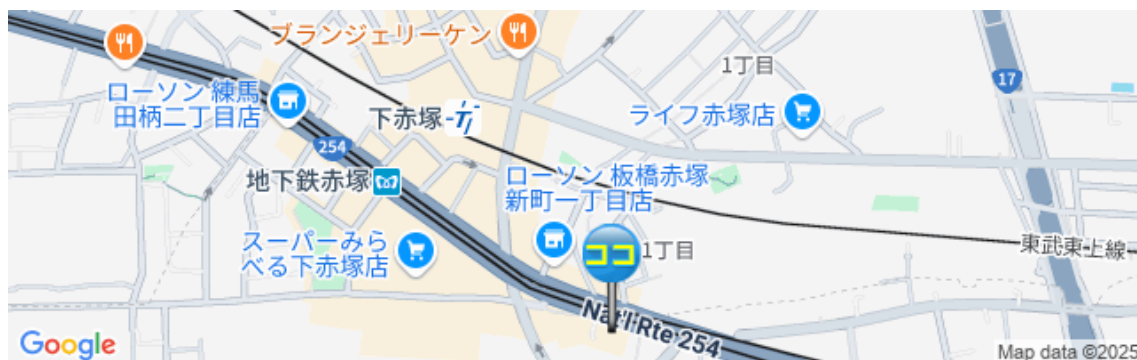 ブランジェリーケン
1丁目
17
ローソン 練馬
田柄二丁目店
下赤塚
ライフ赤塚店
254
地下鉄赤塚
ローソン 板橋赤塚
新町一丁目店
スーパーみら
べる下赤塚店
ココ
1丁目
東武東上線
Nat'l Rte 254
Google
Map data ©2025